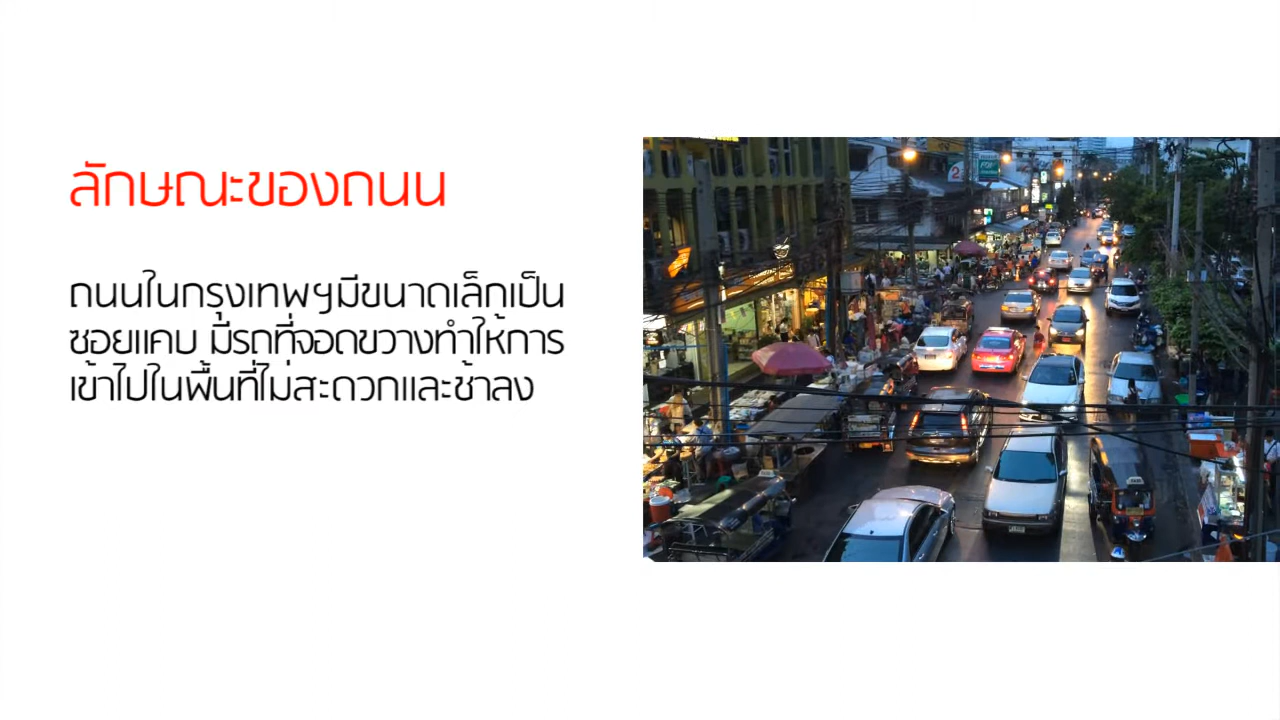 ลักษณะของถนน
ถนนในกรุงเทพฯมีขนาดเล็กเป็น
ซอยแคบ มีรถที่จอดขวางทำให้การ
เข้าไปในพื้นที่ไม่สะดวกและช้าลง
2